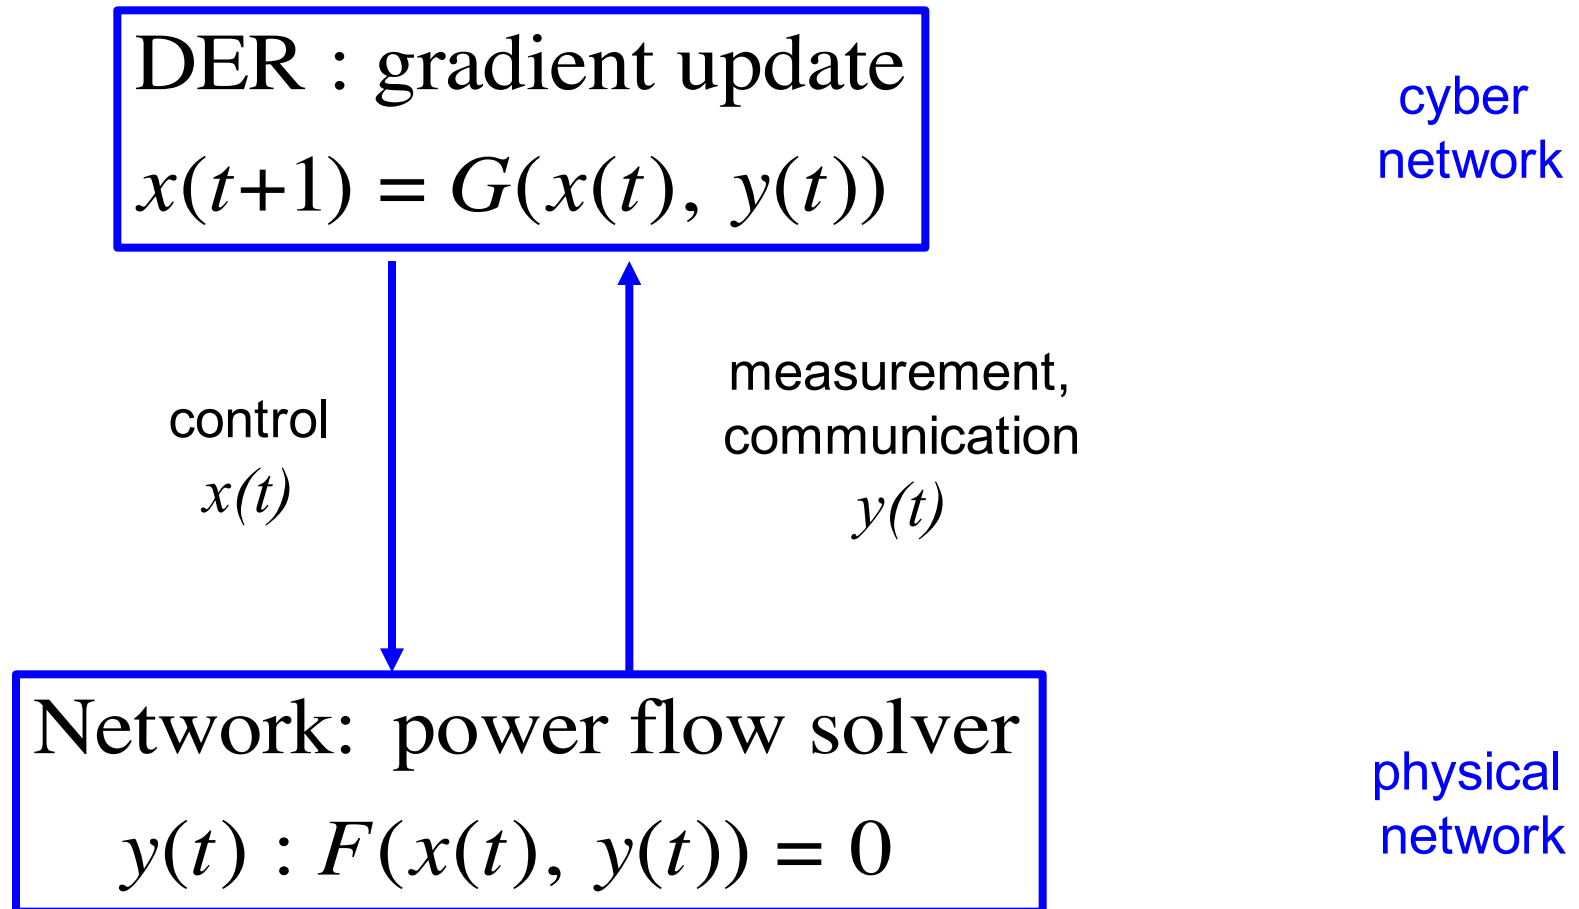 DER : gradient update
x(t+1) = G(x(t), y(t))
cyber
network
control
x(t)
measurement,
communication
y(t)
Network: power flow solver
y(t) : F(x(t), y(t)) = 0
physical
network